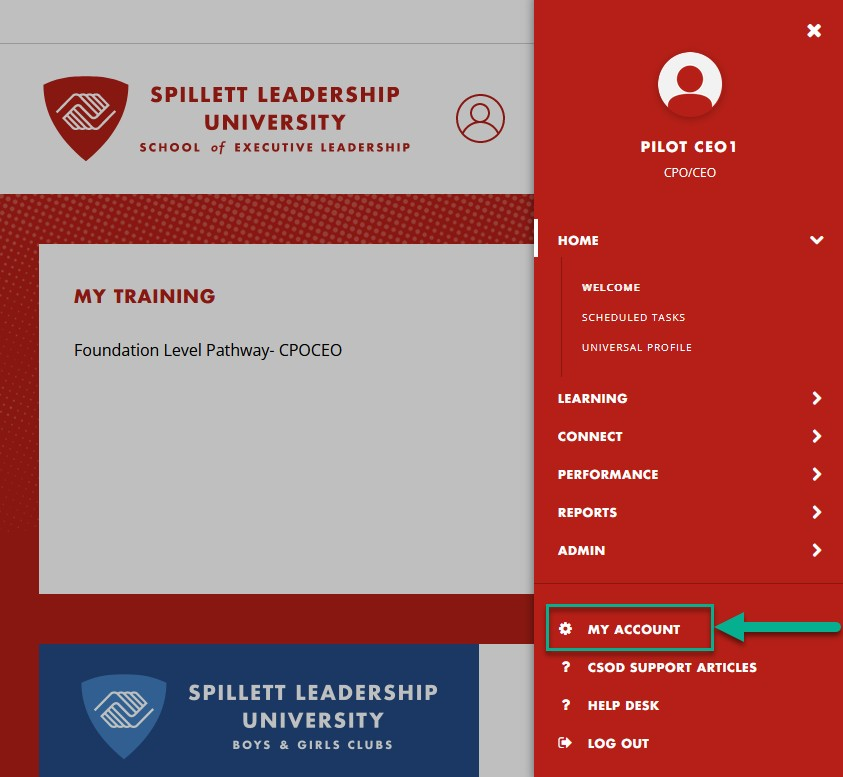 SPILLETT LEADERSHIP
UNIVERSITY
SCHOOL of EXECUTIVE LEADERSHIP
MY TRAINING
Foundation Level Pathway- CPOCEO
SPILLETT LEADERSHIP
UNIVERSITY
BOYS & GIRLS CLUBS
PILOT CEO1
CPO/CEO
HOME
WELCOME
SCHEDULED TASKS
UNIVERSAL PROFILE
LEARNING
CONNECT
PERFORMANCE
REPORTS
ADMIN
MY ACCOUNT
? CSOD SUPPORT ARTICLES
? HELP DESK
LOG OUT